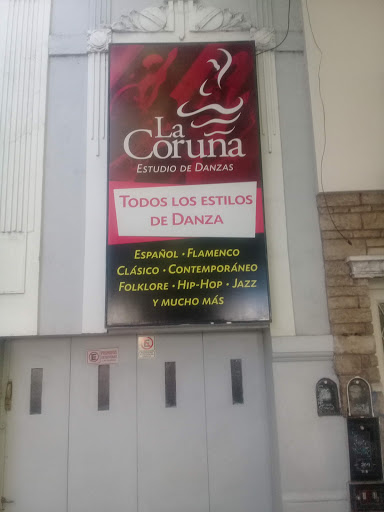 La
Coruña
ESTUDIO DE DANZAS
TODOS LOS ESTILOS
DE DANZA
ESPAÑOL · FLAMENCO
CLÁSICO · CONTEMPORÁNEO
FOLKLORE · HIP-HOP · JAZZ
Y MUCHO MÁS